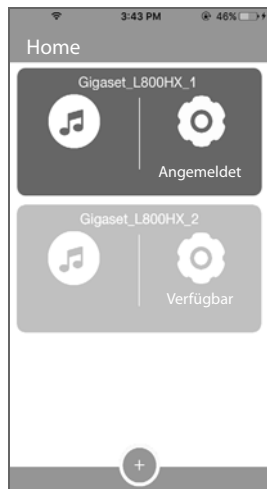 3:43 PM
46%
Home
Gigaset_L800HX_1
Angemeldet
Gigaset_L800HX_2
Verfügbar
+